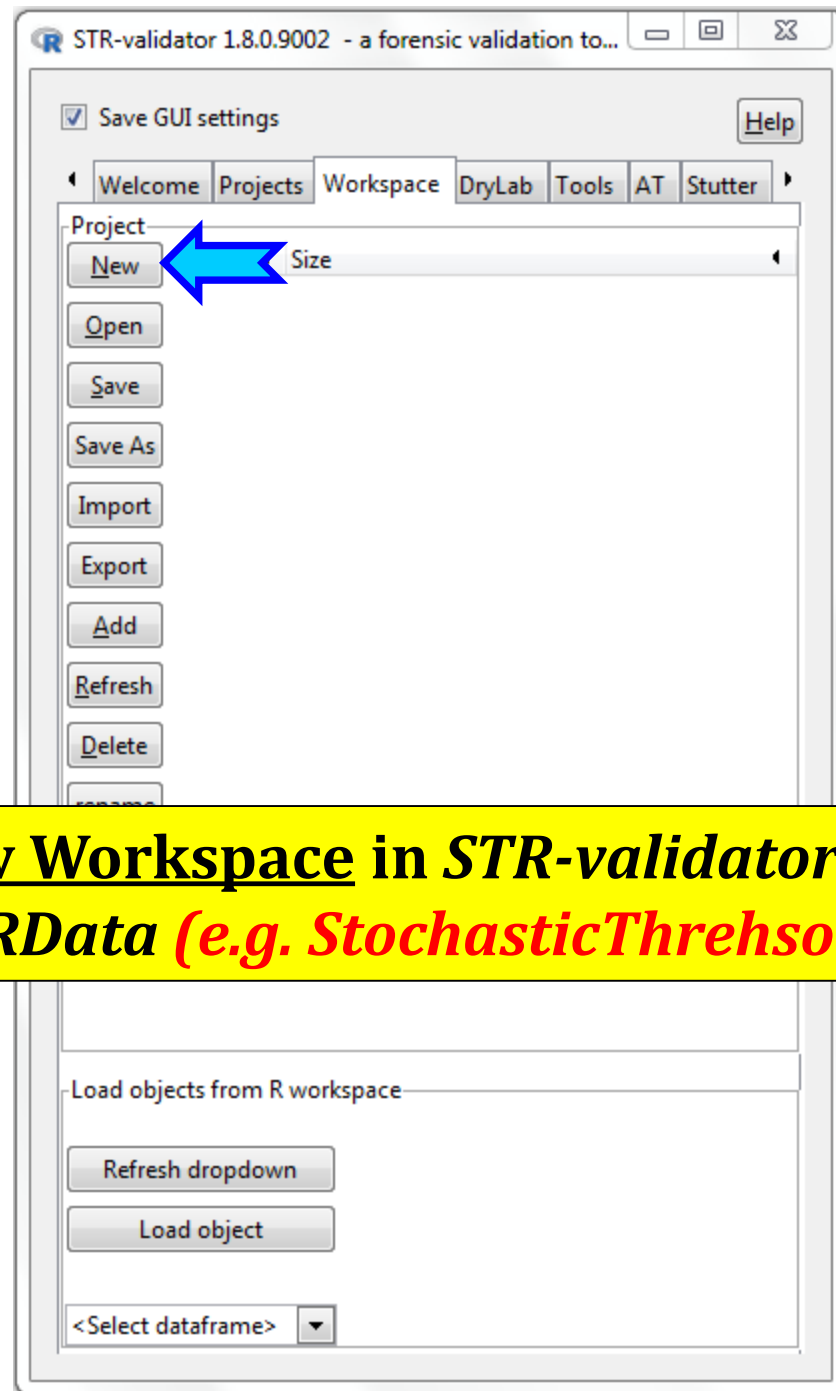 STR-validator 1.8.0.9002 - a forensic validation to...
Save GUI settings
Help
Welcome Projects Workspace DryLab Tools AT Stutter
Project
New
Size
Open
Save
Save As
Import
Export
Add
Refresh
Delete
Workspace in STR-validator
RData (e.g. StochasticThrehso
Load objects from R workspace
Refresh dropdown
Load object
<Select dataframe>